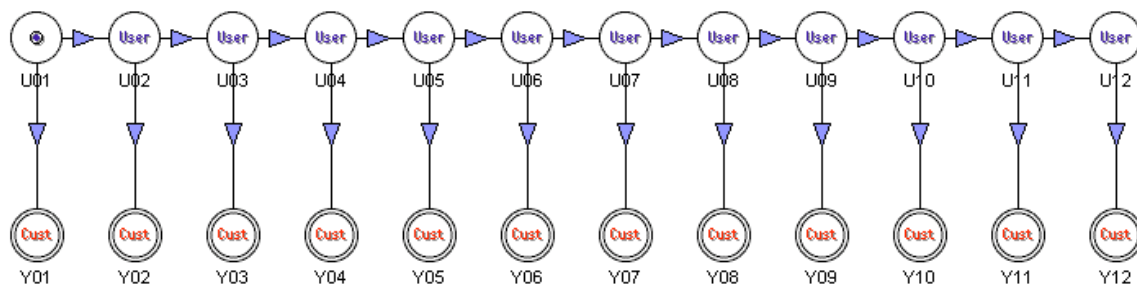 User User User User User User User User User User User
U01 U02 U03 U04 U05 U06 U07 U08 U09 U10 U11 U12
Cust Cust Cust Cust Cust Cust Cust Cust Cust Cust Cust Cust
Y01 Y02 Y03 Y04 Y05 Y06 Y07 Y08 Y09 Y10 Y11 Y12